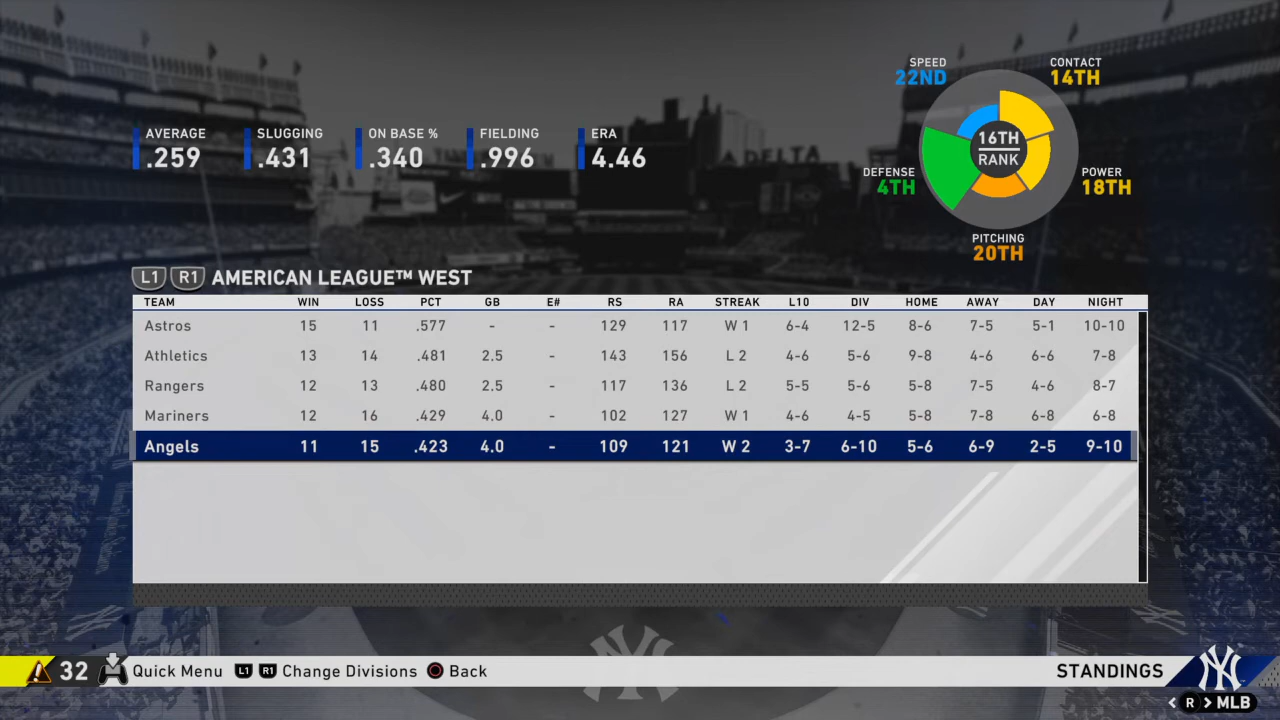 SPEED
22ND
CONTACT
14TH
AVERAGE SLUGGING ON BASE % FIELDING ERA
.259 .431 .340 .996 4.46
16TH
RANK
DELTA
DEFENSE
4TH
POWER
18TH
PITCHING
20TH
L1 R1 AMERICAN LEAGUE™ WEST
TEAM WIN LOSS PCT GB E# RS RA STREAK L10 DIV HOME AWAY DAY NIGHT
Astros 15 11 .577 - - 129 117 W 1 6-4 12-5 8-6 7-5 5-1 10-10
Athletics 13 14 .481 2.5 - 143 156 L 2 4-6 5-6 9-8 4-6 6-6 7-8
Rangers 12 13 .480 2.5 - 117 136 L 2 5-5 5-6 5-8 7-5 4-6 8-7
Mariners 12 16 .429 4.0 - 102 127 W 1 4-6 4-5 5-8 7-8 6-8 6-8
Angels 11 15 .423 4.0 - 109 121 W 2 3-7 6-10 5-6 6-9 2-5 9-10
32 Quick Menu L1 R1 Change Divisions Back STANDINGS NY
< R > MLB